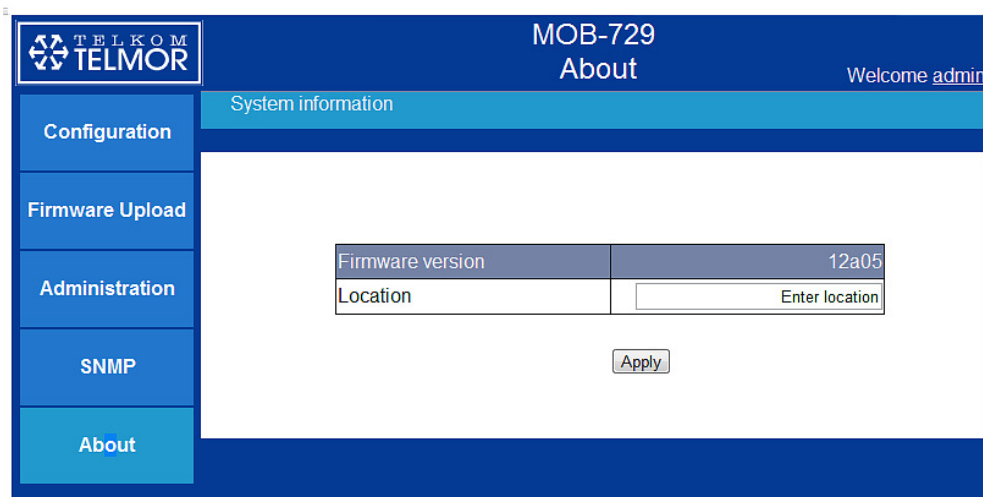 TELKOM
TELMOR
MOB-729
About
Welcome admin
System information
Configuration
Firmware Upload
Administration
SNMP
About
Firmware version 12a05
Location Enter location
Apply